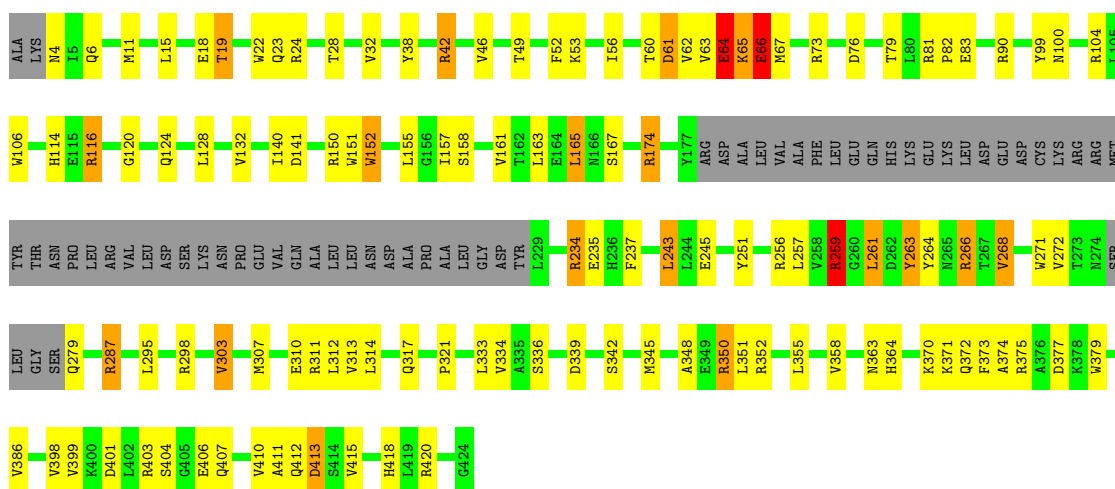 ALA LYS N4 I5 Q6 M11 L15 E18 T19 W22 Q23 R24 T28 V32 Y38 R42 V46 T49 F52 K53 I56 T60 D61 V62 V63 E64 K65 E66 M67 R73 D76 T79 L80 R81 P82 E83 R90 Y99 N100 R104 L105
W106 H114 E115 R116 G120 Q124 L128 V132 I140 D141 R150 W151 W152 L155 G156 I157 S158 V161 T162 L163 E164 L165 N166 S167 R174 Y177 ARG ASP ALA LEU VAL ALA PHE LEU GLU GLN HIS LYS GLU LYS LEU ASP GLU ASP CYS LYS ARG ARG MET
TYR THR ASN PRO LEU ARG VAL LEU ASP SER LYS ASN PRO GLU VAL GLN ALA LEU LEU ASN ASP ALA PRO ALA LEU GLY ASP TYR L229 R234 E235 H236 F237 L243 L244 E245 Y251 R256 L257 V258 R259 G260 L261 D262 Y263 Y264 N265 R266 T267 V268 W271 V272 T273 N274 SER
LEU GLY SER Q279 R287 L295 R298 V303 M307 E310 R311 L312 V313 L314 Q317 P321 L333 V334 A335 S336 D339 S342 M345 A348 E349 R350 L351 R352 L355 V358 N363 H364 K370 K371 Q372 F373 A374 R375 A376 D377 K378 W379
V386 V398 V399 K400 D401 L402 R403 S404 G405 E406 Q407 V410 A411 Q412 D413 S414 V415 H418 L419 R420 G424